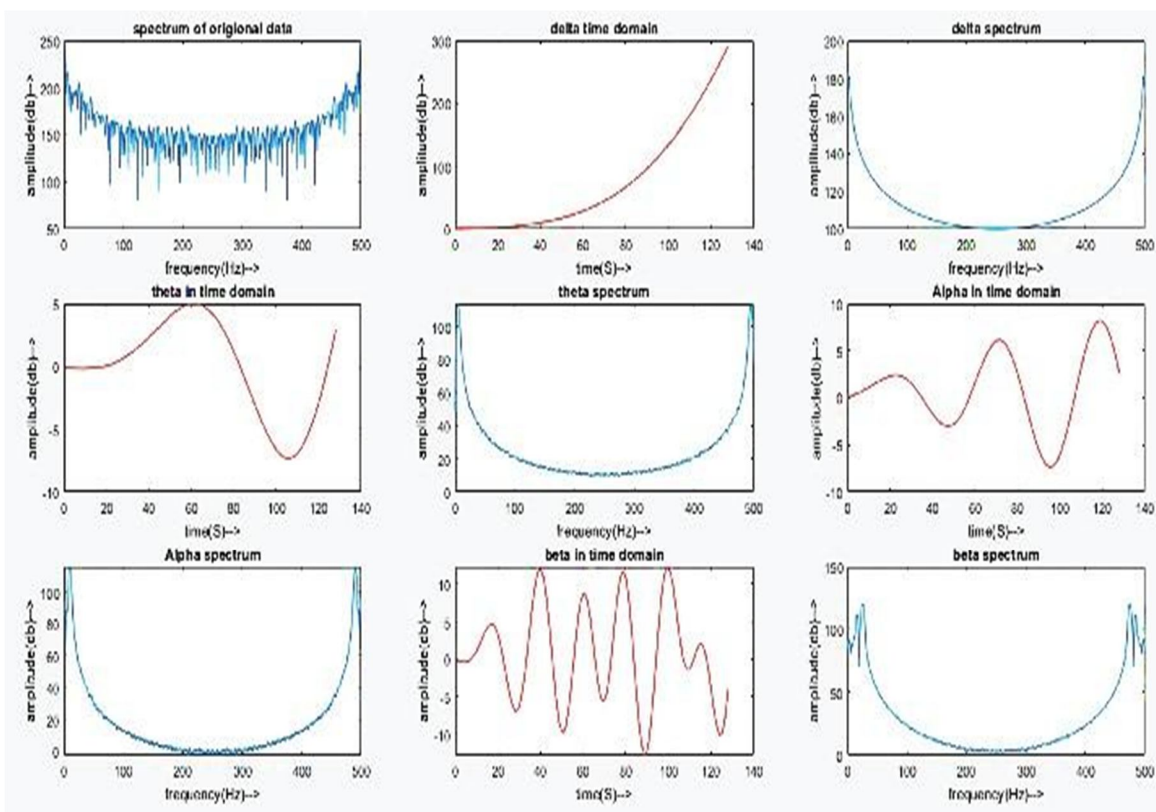 spectrum of origional data
250
200
150
100
50
amplitude(db)-->
0 100 200 300 400 500
frequency(Hz)-->
delta time domain
300
200
100
0
amplitude(db)-->
0 20 40 60 80 100 120 140
time(S)-->
delta spectrum
200
180
160
140
120
100
amplitude(db)-->
0 100 200 300 400 500
frequency(Hz)-->
theta in time domain
5
0
-5
-10
amplitude(db)-->
0 20 40 60 80 100 120 140
time(S)-->
theta spectrum
100
80
60
40
20
0
amplitude(db)-->
0 100 200 300 400 500
frequency(Hz)-->
Alpha in time domain
10
5
0
-5
-10
amplitude(db)-->
0 20 40 60 80 100 120 140
time(S)-->
Alpha spectrum
100
80
60
40
20
0
amplitude(db)-->
0 100 200 300 400 500
frequency(Hz)-->
beta in time domain
10
5
0
-5
-10
amplitude(db)-->
0 20 40 60 80 100 120 140
time(S)-->
beta spectrum
150
100
50
0
amplitude(db)-->
0 100 200 300 400 500
frequency(Hz)-->